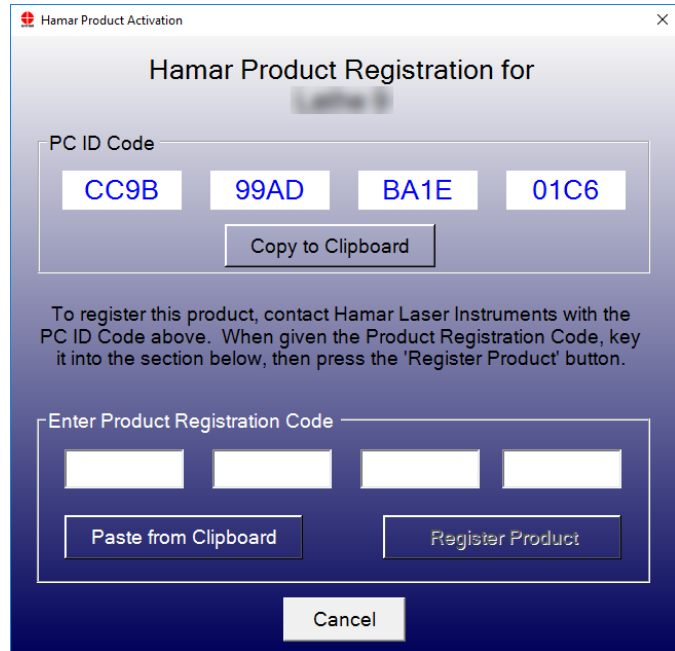 Hamar Product Activation
Hamar Product Registration for
PC ID Code
CC9B 99AD BA1E 01C6
Copy to Clipboard
To register this product, contact Hamar Laser Instruments with the
PC ID Code above. When given the Product Registration Code, key
it into the section below, then press the 'Register Product' button.
Enter Product Registration Code
Paste from Clipboard Register Product
Cancel